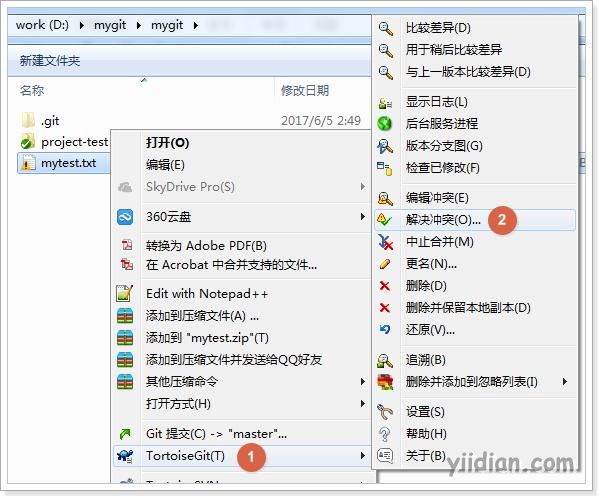 work (D:) ▸ mygit ▸ mygit ▸
新建文件夹
名称
修改日期
.git
2017/6/5 2:49
project-test
mytest.txt
打开(O)
编辑(E)
SkyDrive Pro(S)
360云盘
转换为 Adobe PDF(B)
在 Acrobat 中合并支持的文件...
Edit with Notepad++
添加到压缩文件(A) ...
添加到 "mytest.zip"(T)
添加到压缩文件并发送给QQ好友
其他压缩命令
打开方式(H)
Git 提交(C) -> "master"...
TortoiseGit(T)
1
比较差异(D)
用于稍后比较差异
与上一版本比较差异(D)
显示日志(L)
后台服务进程
版本分支图(G)
检查已修改(F)
编辑冲突(E)
解决冲突(O)...
2
中止合并(M)
更名(N)...
删除(D)
删除并保留本地副本(D)
还原(V)...
追溯(B)
删除并添加到忽略列表(I)
设置(S)
帮助(H)
关于(B)
yiidian.com